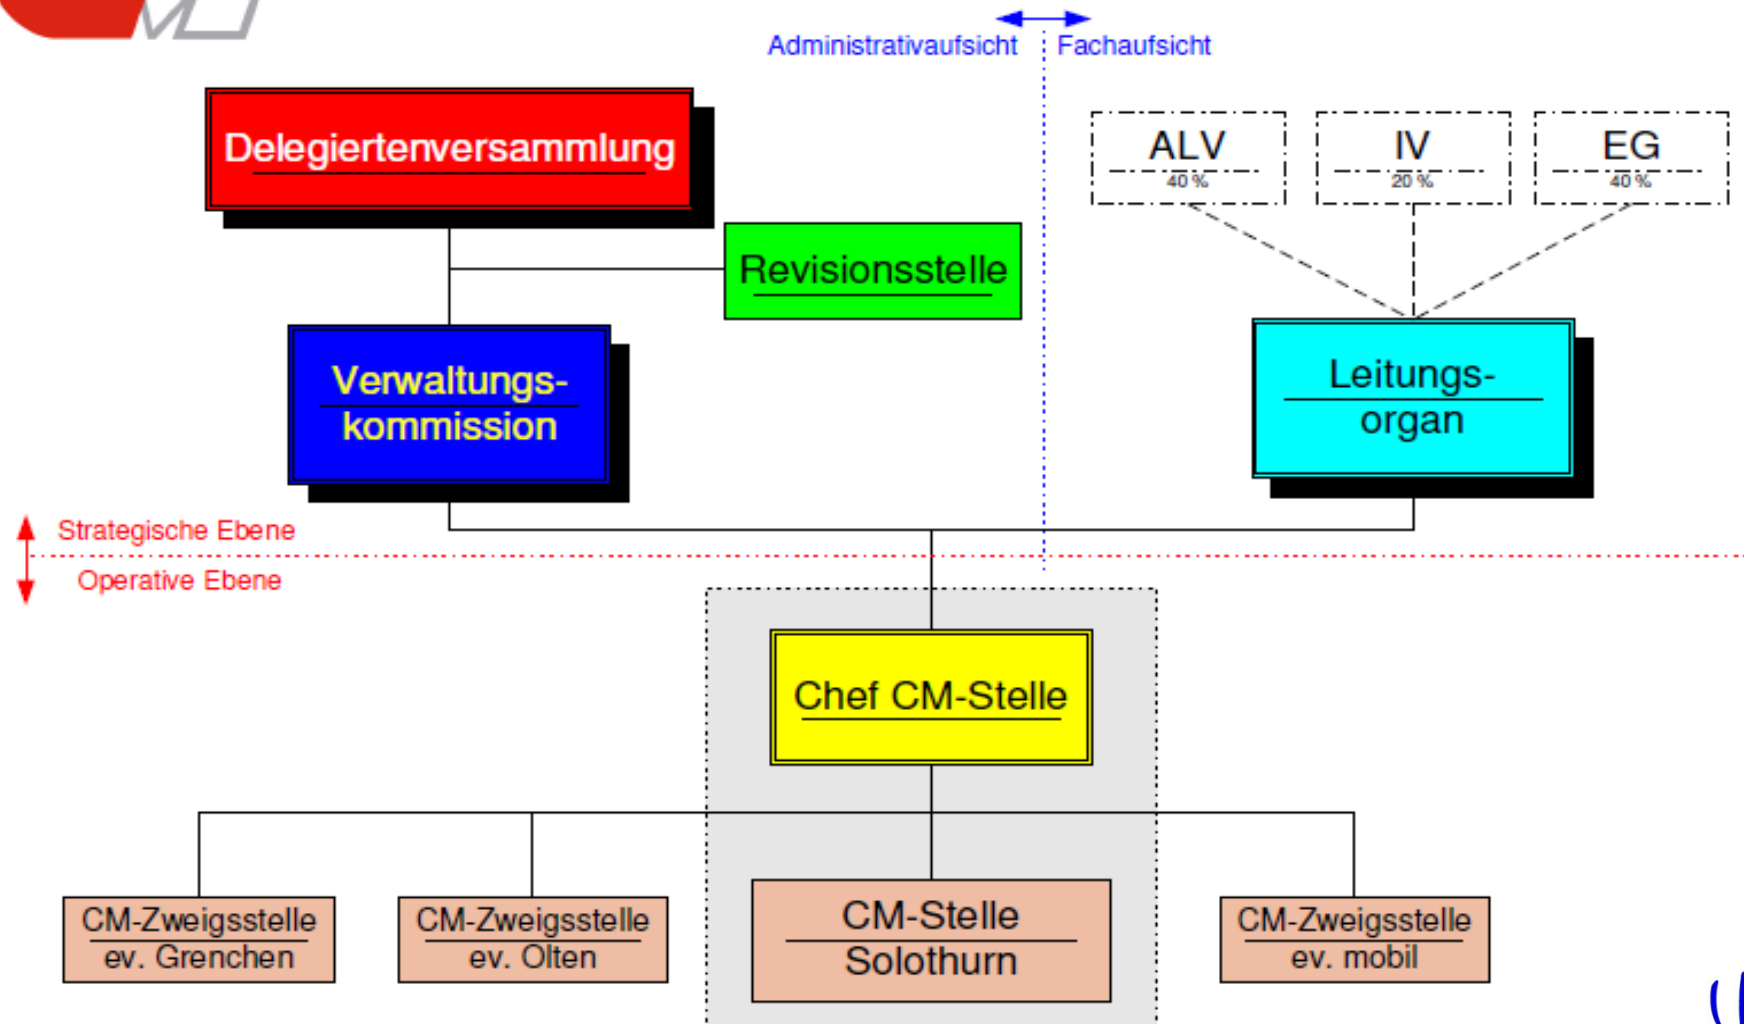 Administrativaufsicht
Fachaufsicht
Delegiertenversammlung
ALV
40 %
IV
20 %
EG
40 %
Revisionsstelle
Verwaltungs-
kommission
Leitungs-
organ
Strategische Ebene
Operative Ebene
Chef CM-Stelle
CM-Zweigsstelle
ev. Grenchen
CM-Zweigsstelle
ev. Olten
CM-Stelle
Solothurn
CM-Zweigsstelle
ev. mobil